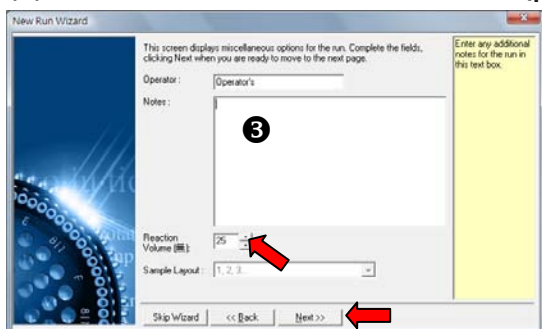 New Run Wizard
This screen displays miscellaneous options for the run. Complete the fields,
clicking Next when you are ready to move to the next page.
Operator :
Operator's
Notes :
❸
Reaction
Volume (㎕):
25
Sample Layout :
1, 2, 3...
Skip Wizard
<< Back
Next >>
Enter any additional
notes for the run in
this text box.